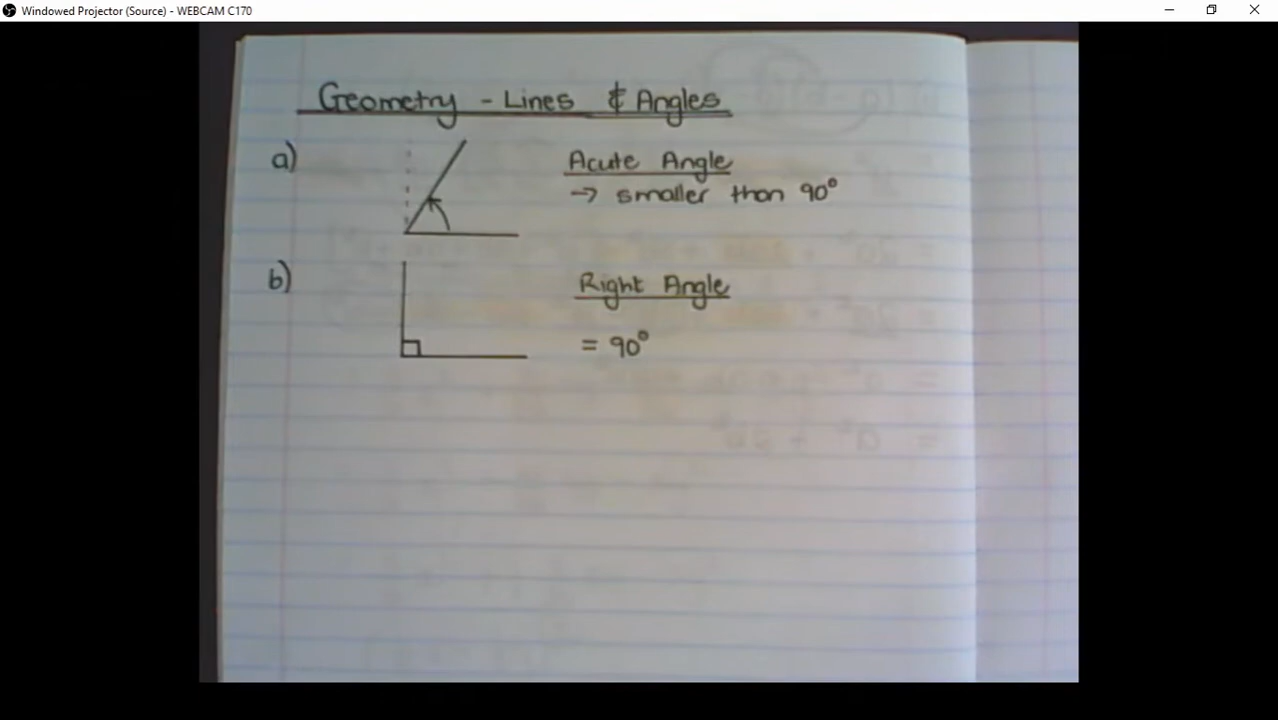 Windowed Projector (Source) - WEBCAM C170
Geometry - Lines & Angles
a) Acute Angle
→ smaller than 90°
b) Right Angle
= 90°